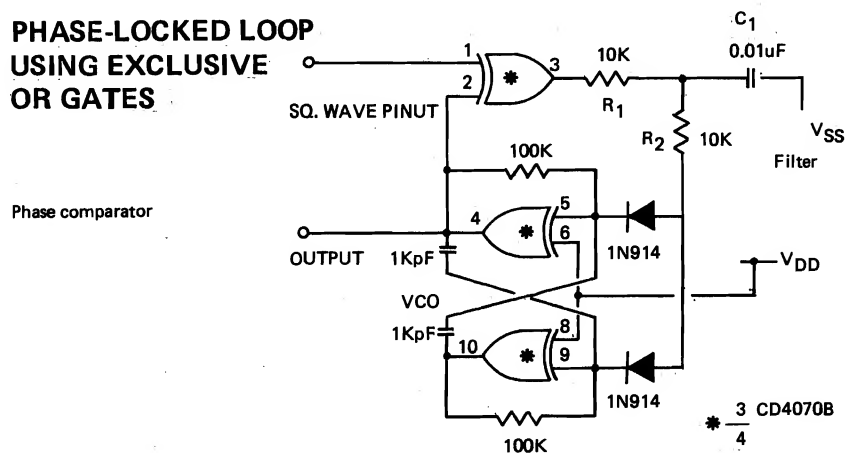 PHASE-LOCKED LOOP
USING EXCLUSIVE
OR GATES
C1
0.01uF
1
2
3
*
10K
R1
SQ. WAVE PINUT
R2
10K
VSS
Filter
100K
Phase comparator
4
*
5
6
1N914
OUTPUT
1KpF
VDD
VCO
1KpF
8
10
*
9
1N914
100K
* 3/4 CD4070B